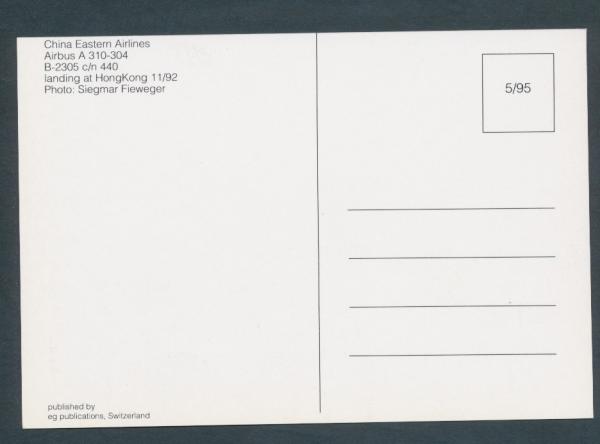 China Eastern Airlines
Airbus A 310-304
B-2305 c/n 440
landing at HongKong 11/92
Photo: Siegmar Fieweger
5/95
published by
eg publications, Switzerland